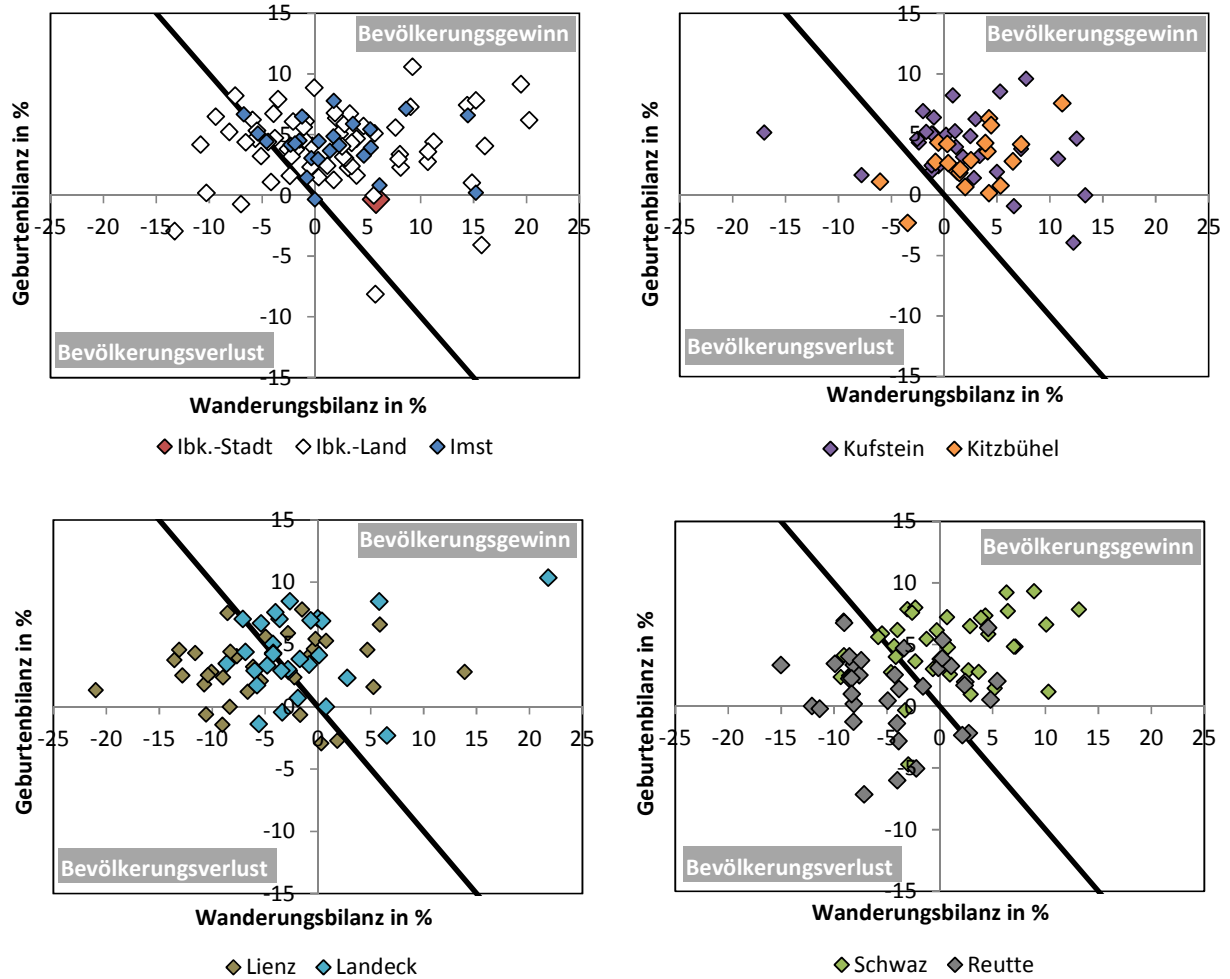 15
Bevölkerungsgewinn
10
5
0
-25 -20 -15 -10 -5 0 5 10 15 20 25
-5
-10
Bevölkerungsverlust
-15
Geburtenbilanz in %
Wanderungsbilanz in %
Ibk.-Stadt Ibk.-Land Imst
15
Bevölkerungsgewinn
10
5
0
-25 -20 -15 -10 -5 0 5 10 15 20 25
-5
-10
Bevölkerungsverlust
-15
Geburtenbilanz in %
Wanderungsbilanz in %
Kufstein Kitzbühel
15
Bevölkerungsgewinn
10
5
0
-25 -20 -15 -10 -5 0 5 10 15 20 25
-5
-10
Bevölkerungsverlust
-15
Geburtenbilanz in %
Wanderungsbilanz in %
Lienz Landeck
15
Bevölkerungsgewinn
10
5
0
-25 -20 -15 -10 -5 0 5 10 15 20 25
-5
-10
Bevölkerungsverlust
-15
Geburtenbilanz in %
Wanderungsbilanz in %
Schwaz Reutte